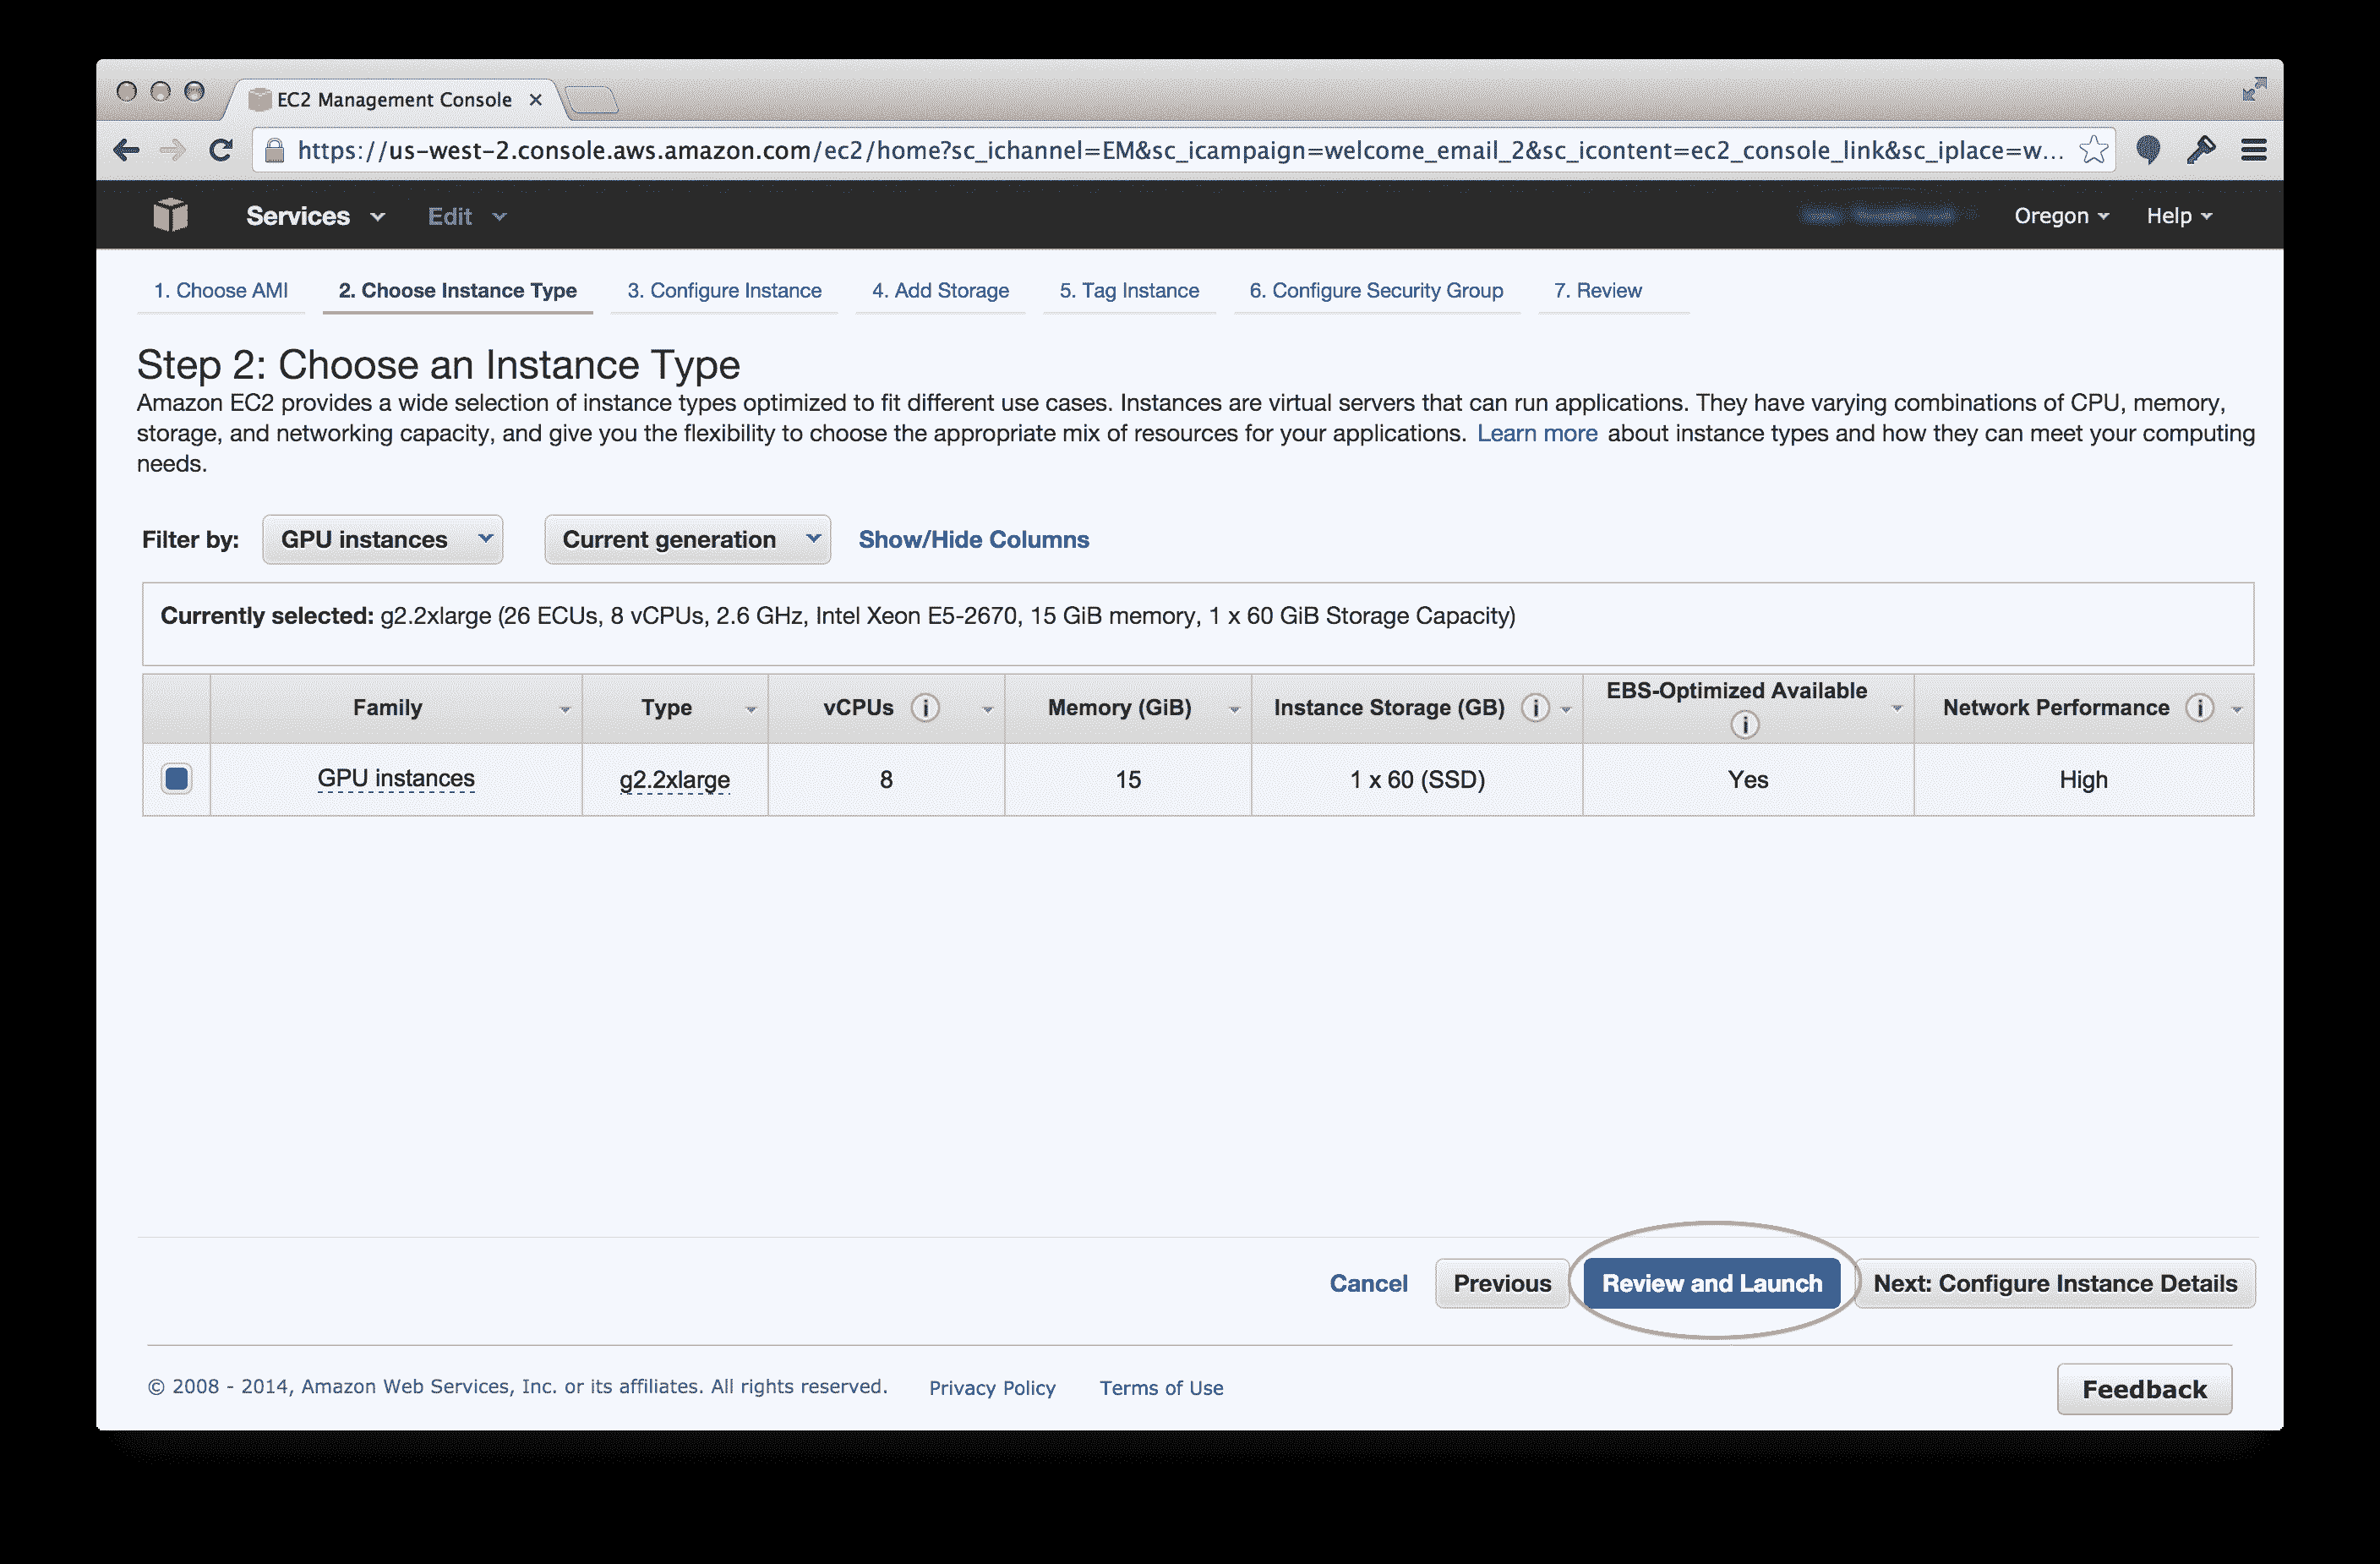 EC2 Management Console
https://us-west-2.console.aws.amazon.com/ec2/home?sc_ichannel=EM&sc_icampaign=welcome_email_2&sc_icontent=ec2_console_link&sc_iplace=w...
Services Edit Oregon Help
1. Choose AMI 2. Choose Instance Type 3. Configure Instance 4. Add Storage 5. Tag Instance 6. Configure Security Group 7. Review
Step 2: Choose an Instance Type
Amazon EC2 provides a wide selection of instance types optimized to fit different use cases. Instances are virtual servers that can run applications. They have varying combinations of CPU, memory,
storage, and networking capacity, and give you the flexibility to choose the appropriate mix of resources for your applications. Learn more about instance types and how they can meet your computing
needs.
Filter by: GPU instances Current generation Show/Hide Columns
Currently selected: g2.2xlarge (26 ECUs, 8 vCPUs, 2.6 GHz, Intel Xeon E5-2670, 15 GiB memory, 1 x 60 GiB Storage Capacity)
Family Type vCPUs i Memory (GiB) Instance Storage (GB) i EBS-Optimized Available i Network Performance i
GPU instances g2.2xlarge 8 15 1 x 60 (SSD) Yes High
Cancel Previous Review and Launch Next: Configure Instance Details
© 2008 - 2014, Amazon Web Services, Inc. or its affiliates. All rights reserved. Privacy Policy Terms of Use Feedback